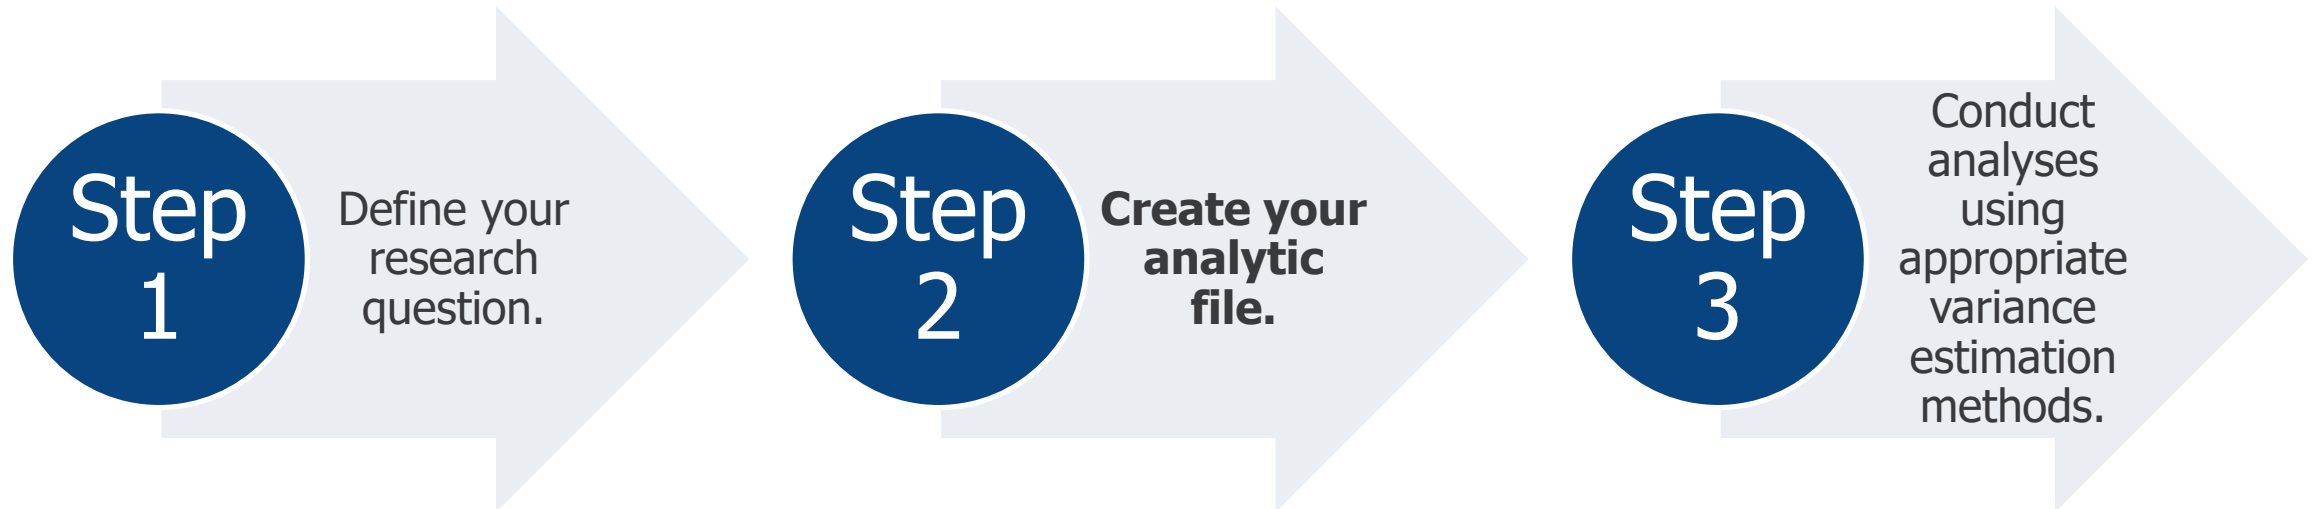 Step
1
Define your
research
question.
Step
2
Create your
analytic
file.
Step
3
Conduct
analyses
using
appropriate
variance
estimation
methods.